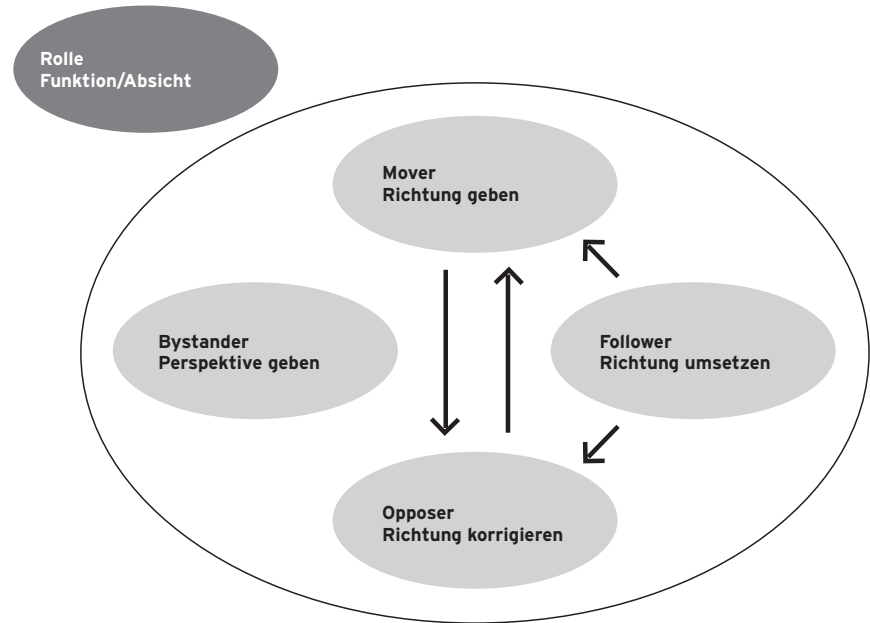 Rolle
Funktion/Absicht
Mover
Richtung geben
Bystander
Perspektive geben
Follower
Richtung umsetzen
Opposer
Richtung korrigieren